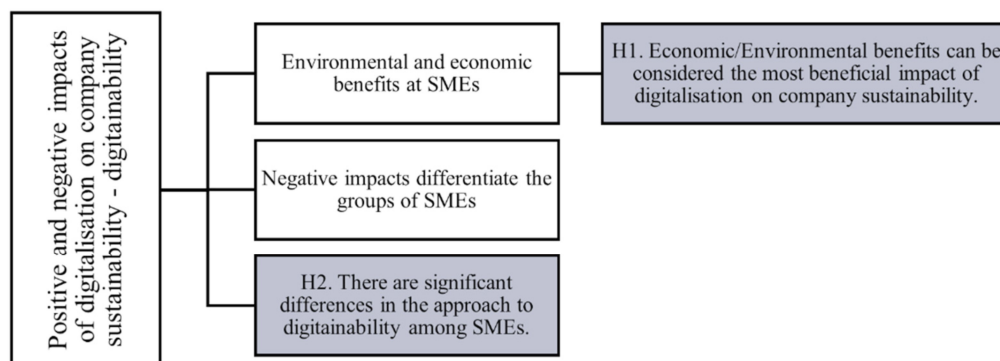 Positive and negative impacts
of digitalisation on company
sustainability - digitainability
Environmental and economic
benefits at SMEs
H1. Economic/Environmental benefits can be
considered the most beneficial impact of
digitalisation on company sustainability.
Negative impacts differentiate the
groups of SMEs
H2. There are significant
differences in the approach to
digitainability among SMEs.